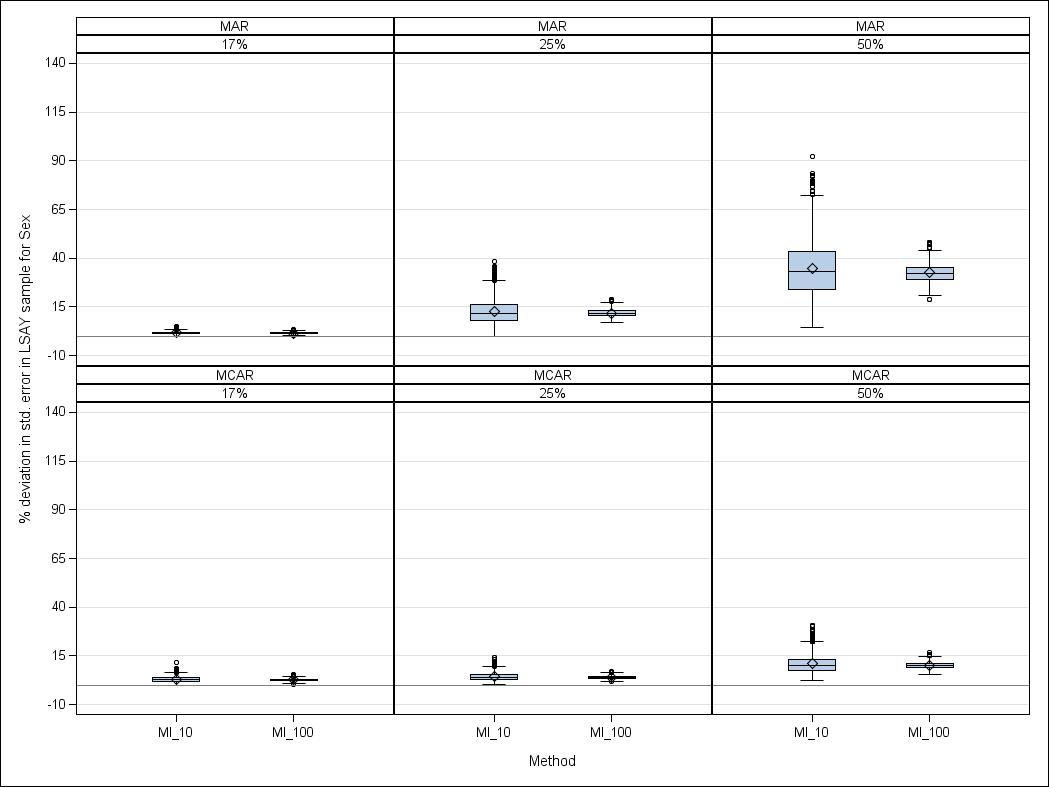 MAR MAR MAR
17% 25% 50%
140
115
90
65
40
15
-10
MCAR MCAR MCAR
17% 25% 50%
140
115
90
65
40
15
-10
% deviation in std. error in LSAY sample for Sex
MI_10 MI_100 MI_10 MI_100 MI_10 MI_100
Method